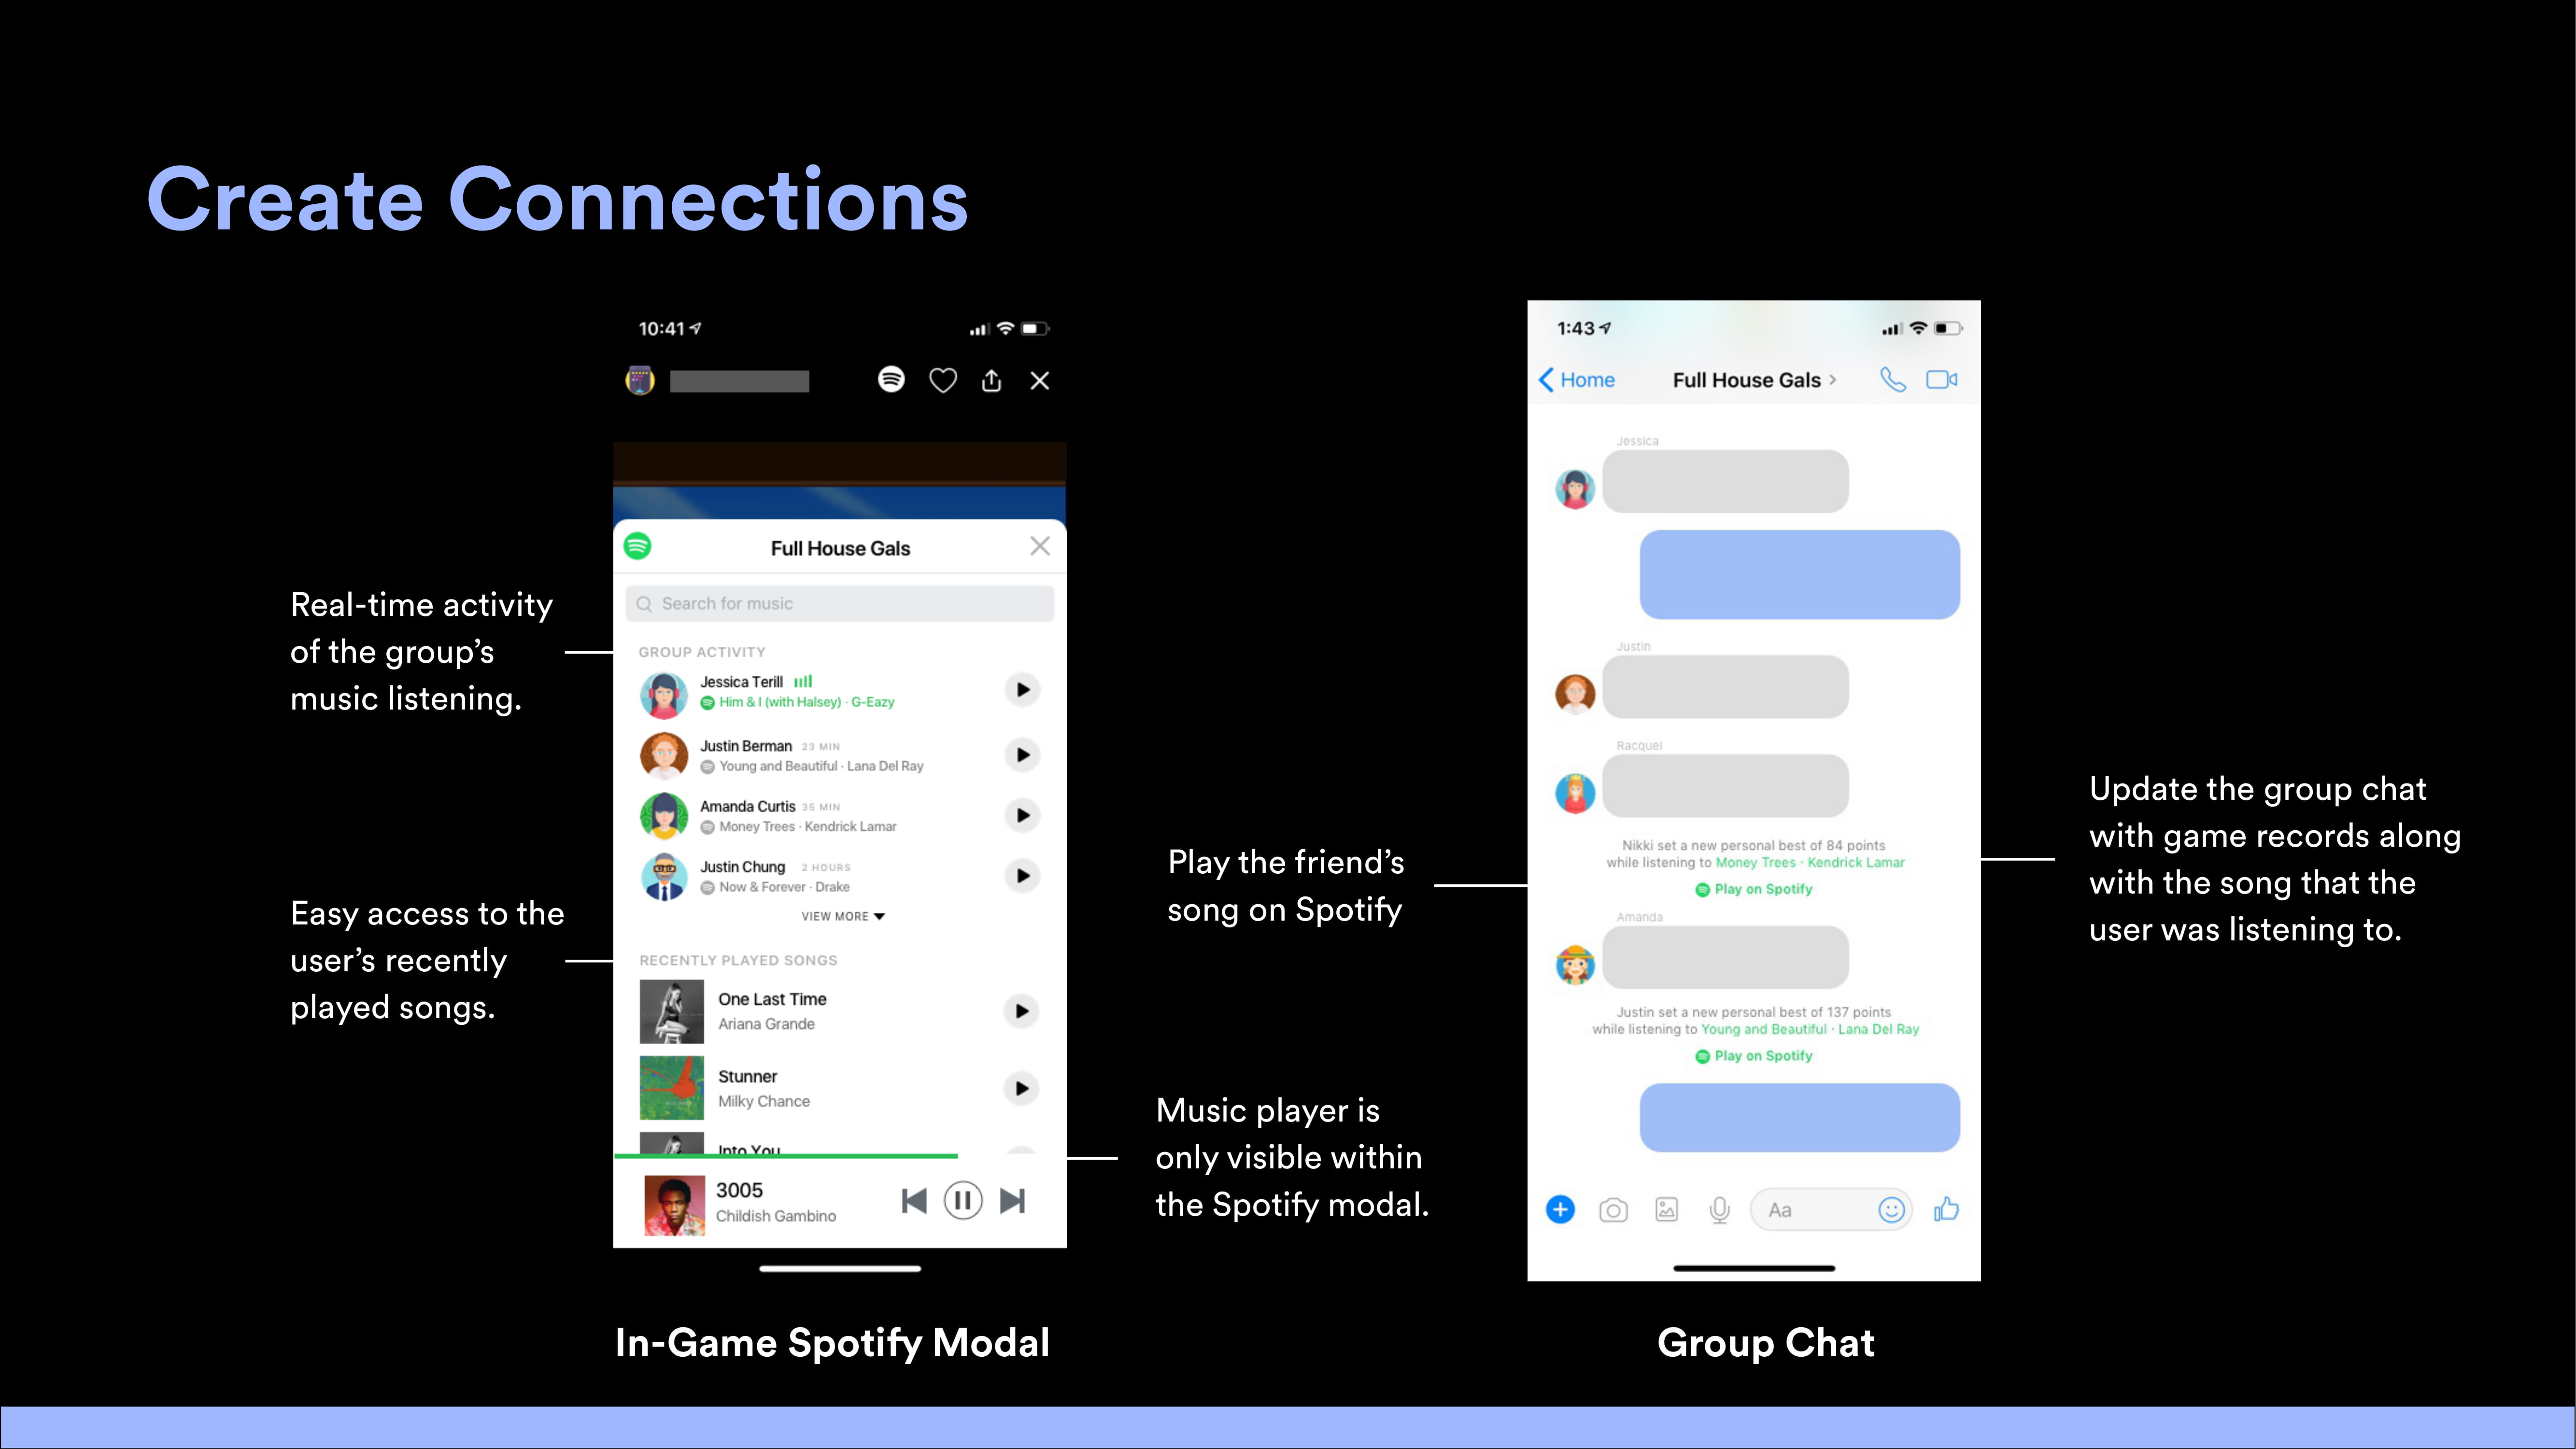 Create Connections
Real-time activity
of the group's
music listening.
Easy access to the
user's recently
played songs.
10:41
Full House Gals
Search for music
GROUP ACTIVITY
Jessica Terill
Him & I (with Halsey) · G-Eazy
Justin Berman 23 MIN
Young and Beautiful · Lana Del Ray
Amanda Curtis 35 MIN
Money Trees · Kendrick Lamar
Justin Chung 2 HOURS
Now & Forever · Drake
VIEW MORE
RECENTLY PLAYED SONGS
One Last Time
Ariana Grande
Stunner
Milky Chance
Into You
3005
Childish Gambino
In-Game Spotify Modal
Play the friend's
song on Spotify
Music player is
only visible within
the Spotify modal.
1:43
Home
Full House Gals
Jessica
Justin
Racquel
Nikki set a new personal best of 84 points
while listening to Money Trees · Kendrick Lamar
Play on Spotify
Amanda
Justin set a new personal best of 137 points
while listening to Young and Beautiful · Lana Del Ray
Play on Spotify
Aa
Group Chat
Update the group chat
with game records along
with the song that the
user was listening to.